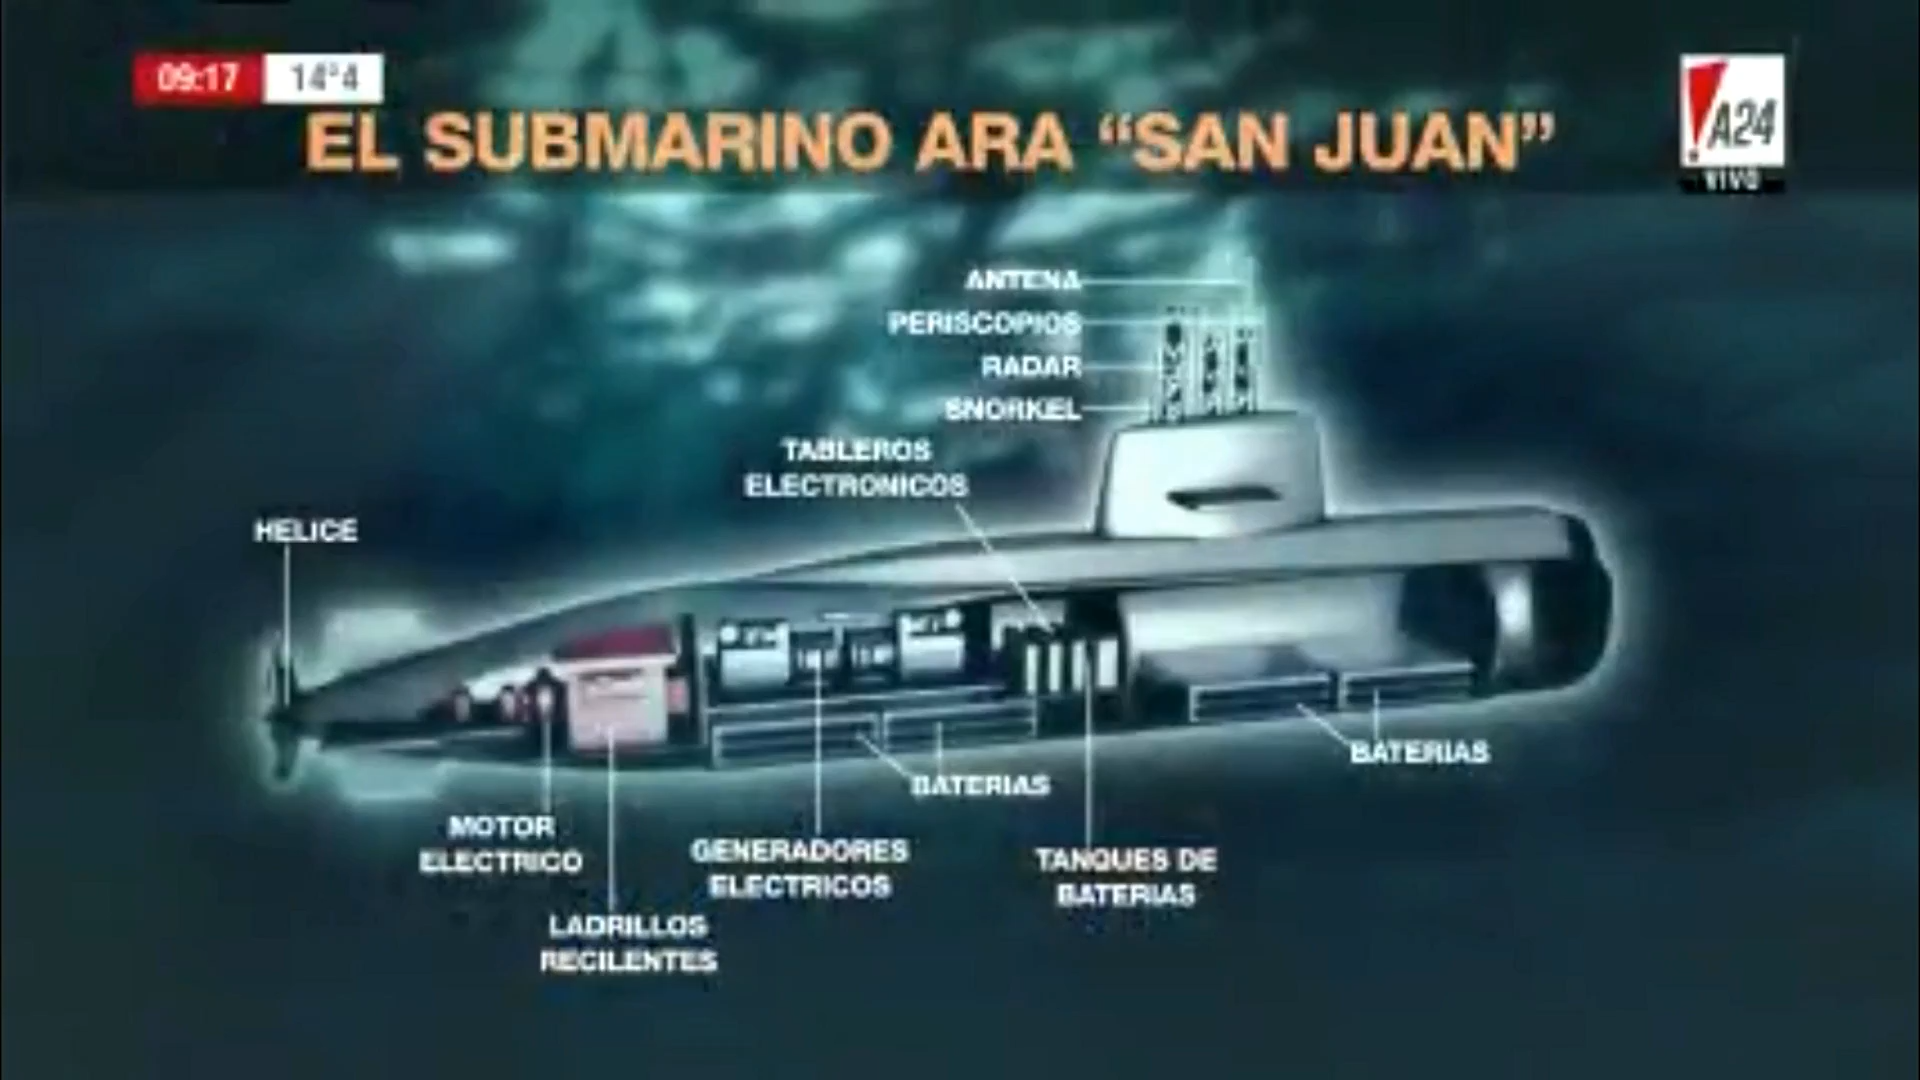 09:17 14°4
EL SUBMARINO ARA “SAN JUAN”
A24
VIVO
ANTENA
PERISCOPIOS
RADAR
SNORKEL
TABLEROS
ELECTRONICOS
HELICE
BATERIAS
BATERIAS
MOTOR
ELECTRICO
GENERADORES
ELECTRICOS
TANQUES DE
BATERIAS
LADRILLOS
RECILENTES